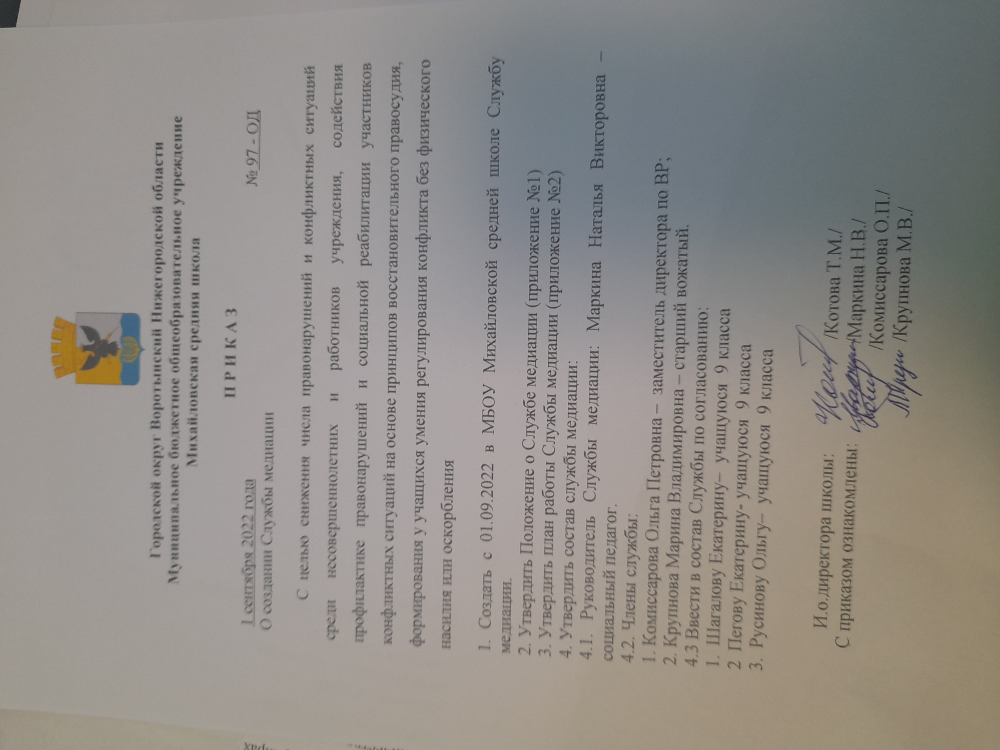 Городской округ Воротынский Нижегородской области
Муниципальное бюджетное общеобразовательное учреждение
Михайловская средняя школа
П Р И К А З
1 сентября 2022 года № 97 - ОД
О создании Службы медиации
С целью снижения числа правонарушений и конфликтных ситуаций
среди несовершеннолетних и работников учреждения, содействия
профилактике правонарушений и социальной реабилитации участников
конфликтных ситуаций на основе принципов восстановительного правосудия,
формирования у учащихся умения регулирования конфликта без физического
насилия или оскорбления
1. Создать с 01.09.2022 в МБОУ Михайловской средней школе Службу
медиации.
2. Утвердить Положение о Службе медиации (приложение №1)
3. Утвердить план работы Службы медиации (приложение №2)
4. Утвердить состав службы медиации:
4.1. Руководитель Службы медиации: Маркина Наталья Викторовна –
социальный педагог.
4.2. Члены службы:
1. Комиссарова Ольга Петровна – заместитель директора по ВР;
2. Крупнова Марина Владимировна – старший вожатый.
4.3 Ввести в состав Службы по согласованию:
1. Шагалову Екатерину– учащуюся 9 класса
2 Пегову Екатерину- учащуюся 9 класса
3. Русинову Ольгу– учащуюся 9 класса
И.о.директора школы: /Котова Т.М./
С приказом ознакомлены: /Маркина Н.В./
/Комиссарова О.П./
/Крупнова М.В./